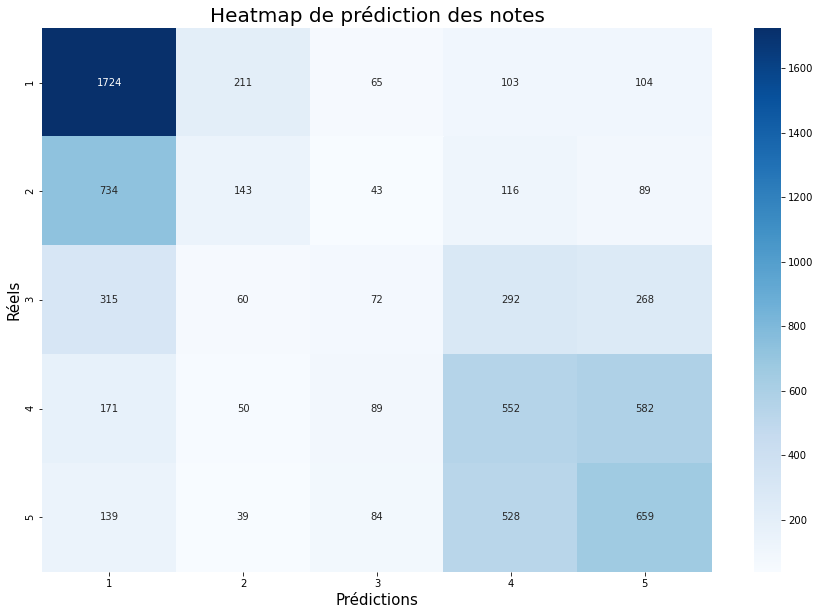 Heatmap de prédiction des notes
1 1724 211 65 103 104
2 734 143 43 116 89
3 315 60 72 292 268
4 171 50 89 552 582
5 139 39 84 528 659
1 2 3 4 5
Réels
Prédictions
1600
1400
1200
1000
800
600
400
200